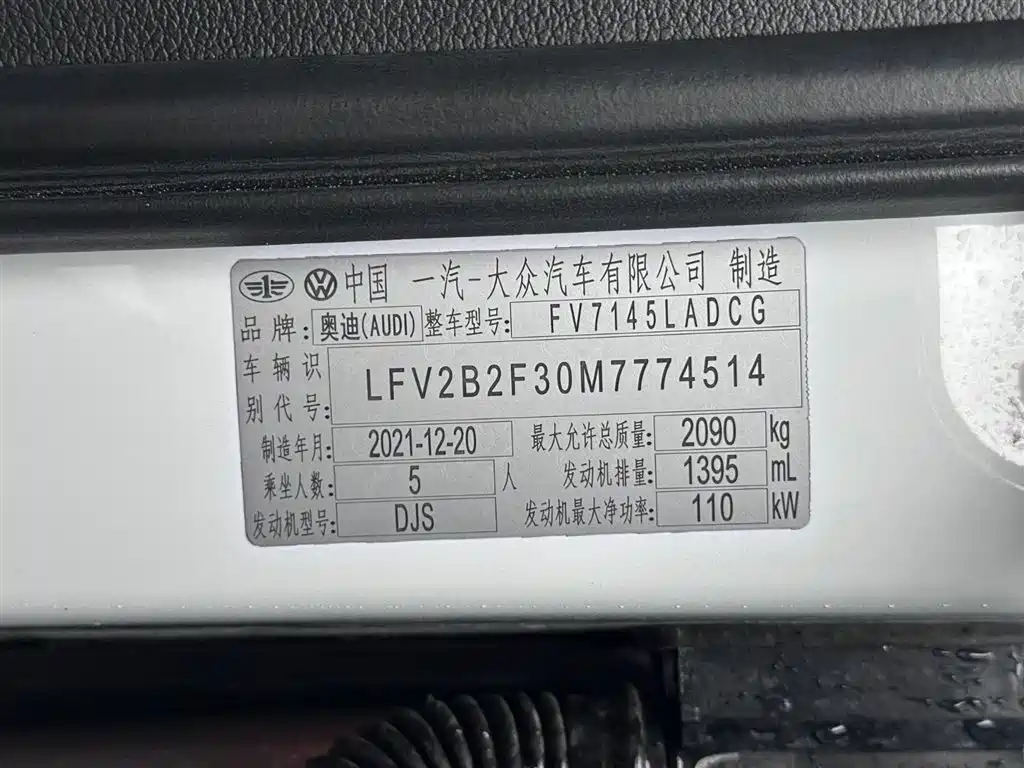 中国 一汽-大众汽车有限公司 制造
品牌: 奥迪(AUDI) 整车型号: FV7145LADCG
车辆识别代号: LFV2B2F30M7774514
制造年月: 2021-12-20 最大允许总质量: 2090 kg
乘坐人数: 5 人 发动机排量: 1395 mL
发动机型号: DJS 发动机最大净功率: 110 kW